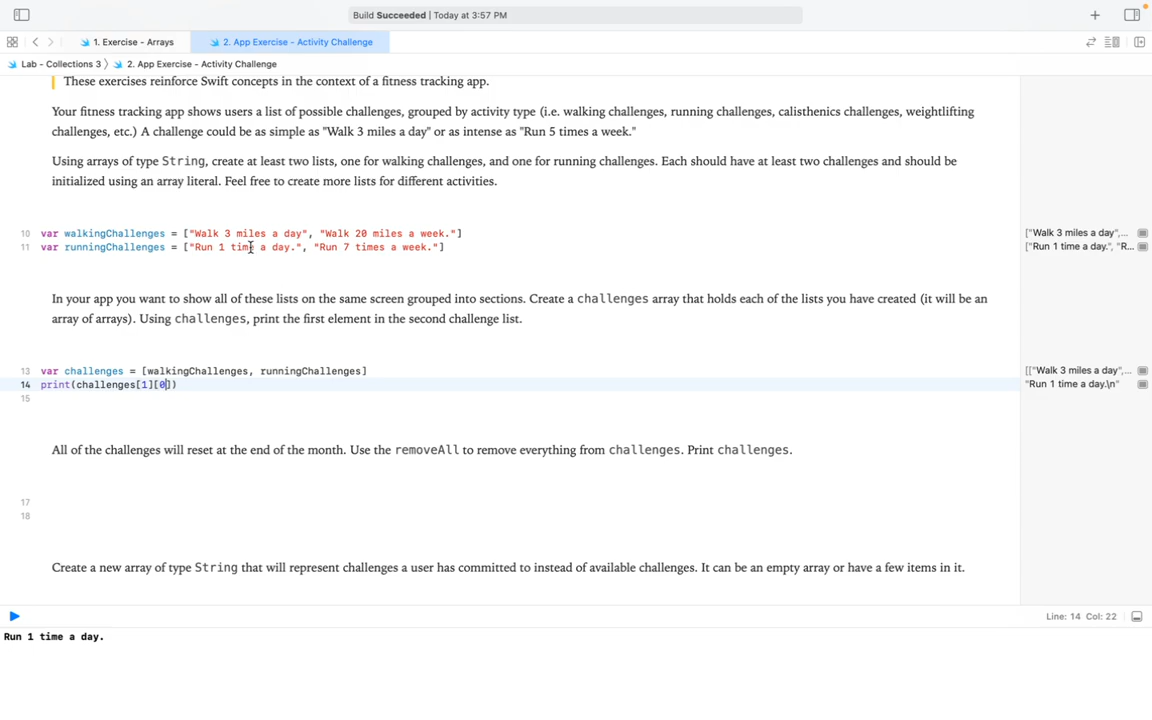 Build Succeeded | Today at 3:57 PM
1. Exercise - Arrays
2. App Exercise - Activity Challenge
Lab - Collections 3 〉 2. App Exercise - Activity Challenge
These exercises reinforce Swift concepts in the context of a fitness tracking app.
Your fitness tracking app shows users a list of possible challenges, grouped by activity type (i.e. walking challenges, running challenges, calisthenics challenges, weightlifting
challenges, etc.) A challenge could be as simple as "Walk 3 miles a day" or as intense as "Run 5 times a week."
Using arrays of type String, create at least two lists, one for walking challenges, and one for running challenges. Each should have at least two challenges and should be
initialized using an array literal. Feel free to create more lists for different activities.
10 var walkingChallenges = ["Walk 3 miles a day", "Walk 20 miles a week."] ["Walk 3 miles a day",...
11 var runningChallenges = ["Run 1 time a day.", "Run 7 times a week."] ["Run 1 time a day.", "R...
In your app you want to show all of these lists on the same screen grouped into sections. Create a challenges array that holds each of the lists you have created (it will be an
array of arrays). Using challenges, print the first element in the second challenge list.
13 var challenges = [walkingChallenges, runningChallenges] [["Walk 3 miles a day",...
14 print(challenges[1][0]) "Run 1 time a day.\n"
15
All of the challenges will reset at the end of the month. Use the removeAll to remove everything from challenges. Print challenges.
17
18
Create a new array of type String that will represent challenges a user has committed to instead of available challenges. It can be an empty array or have a few items in it.
Line: 14 Col: 22
Run 1 time a day.